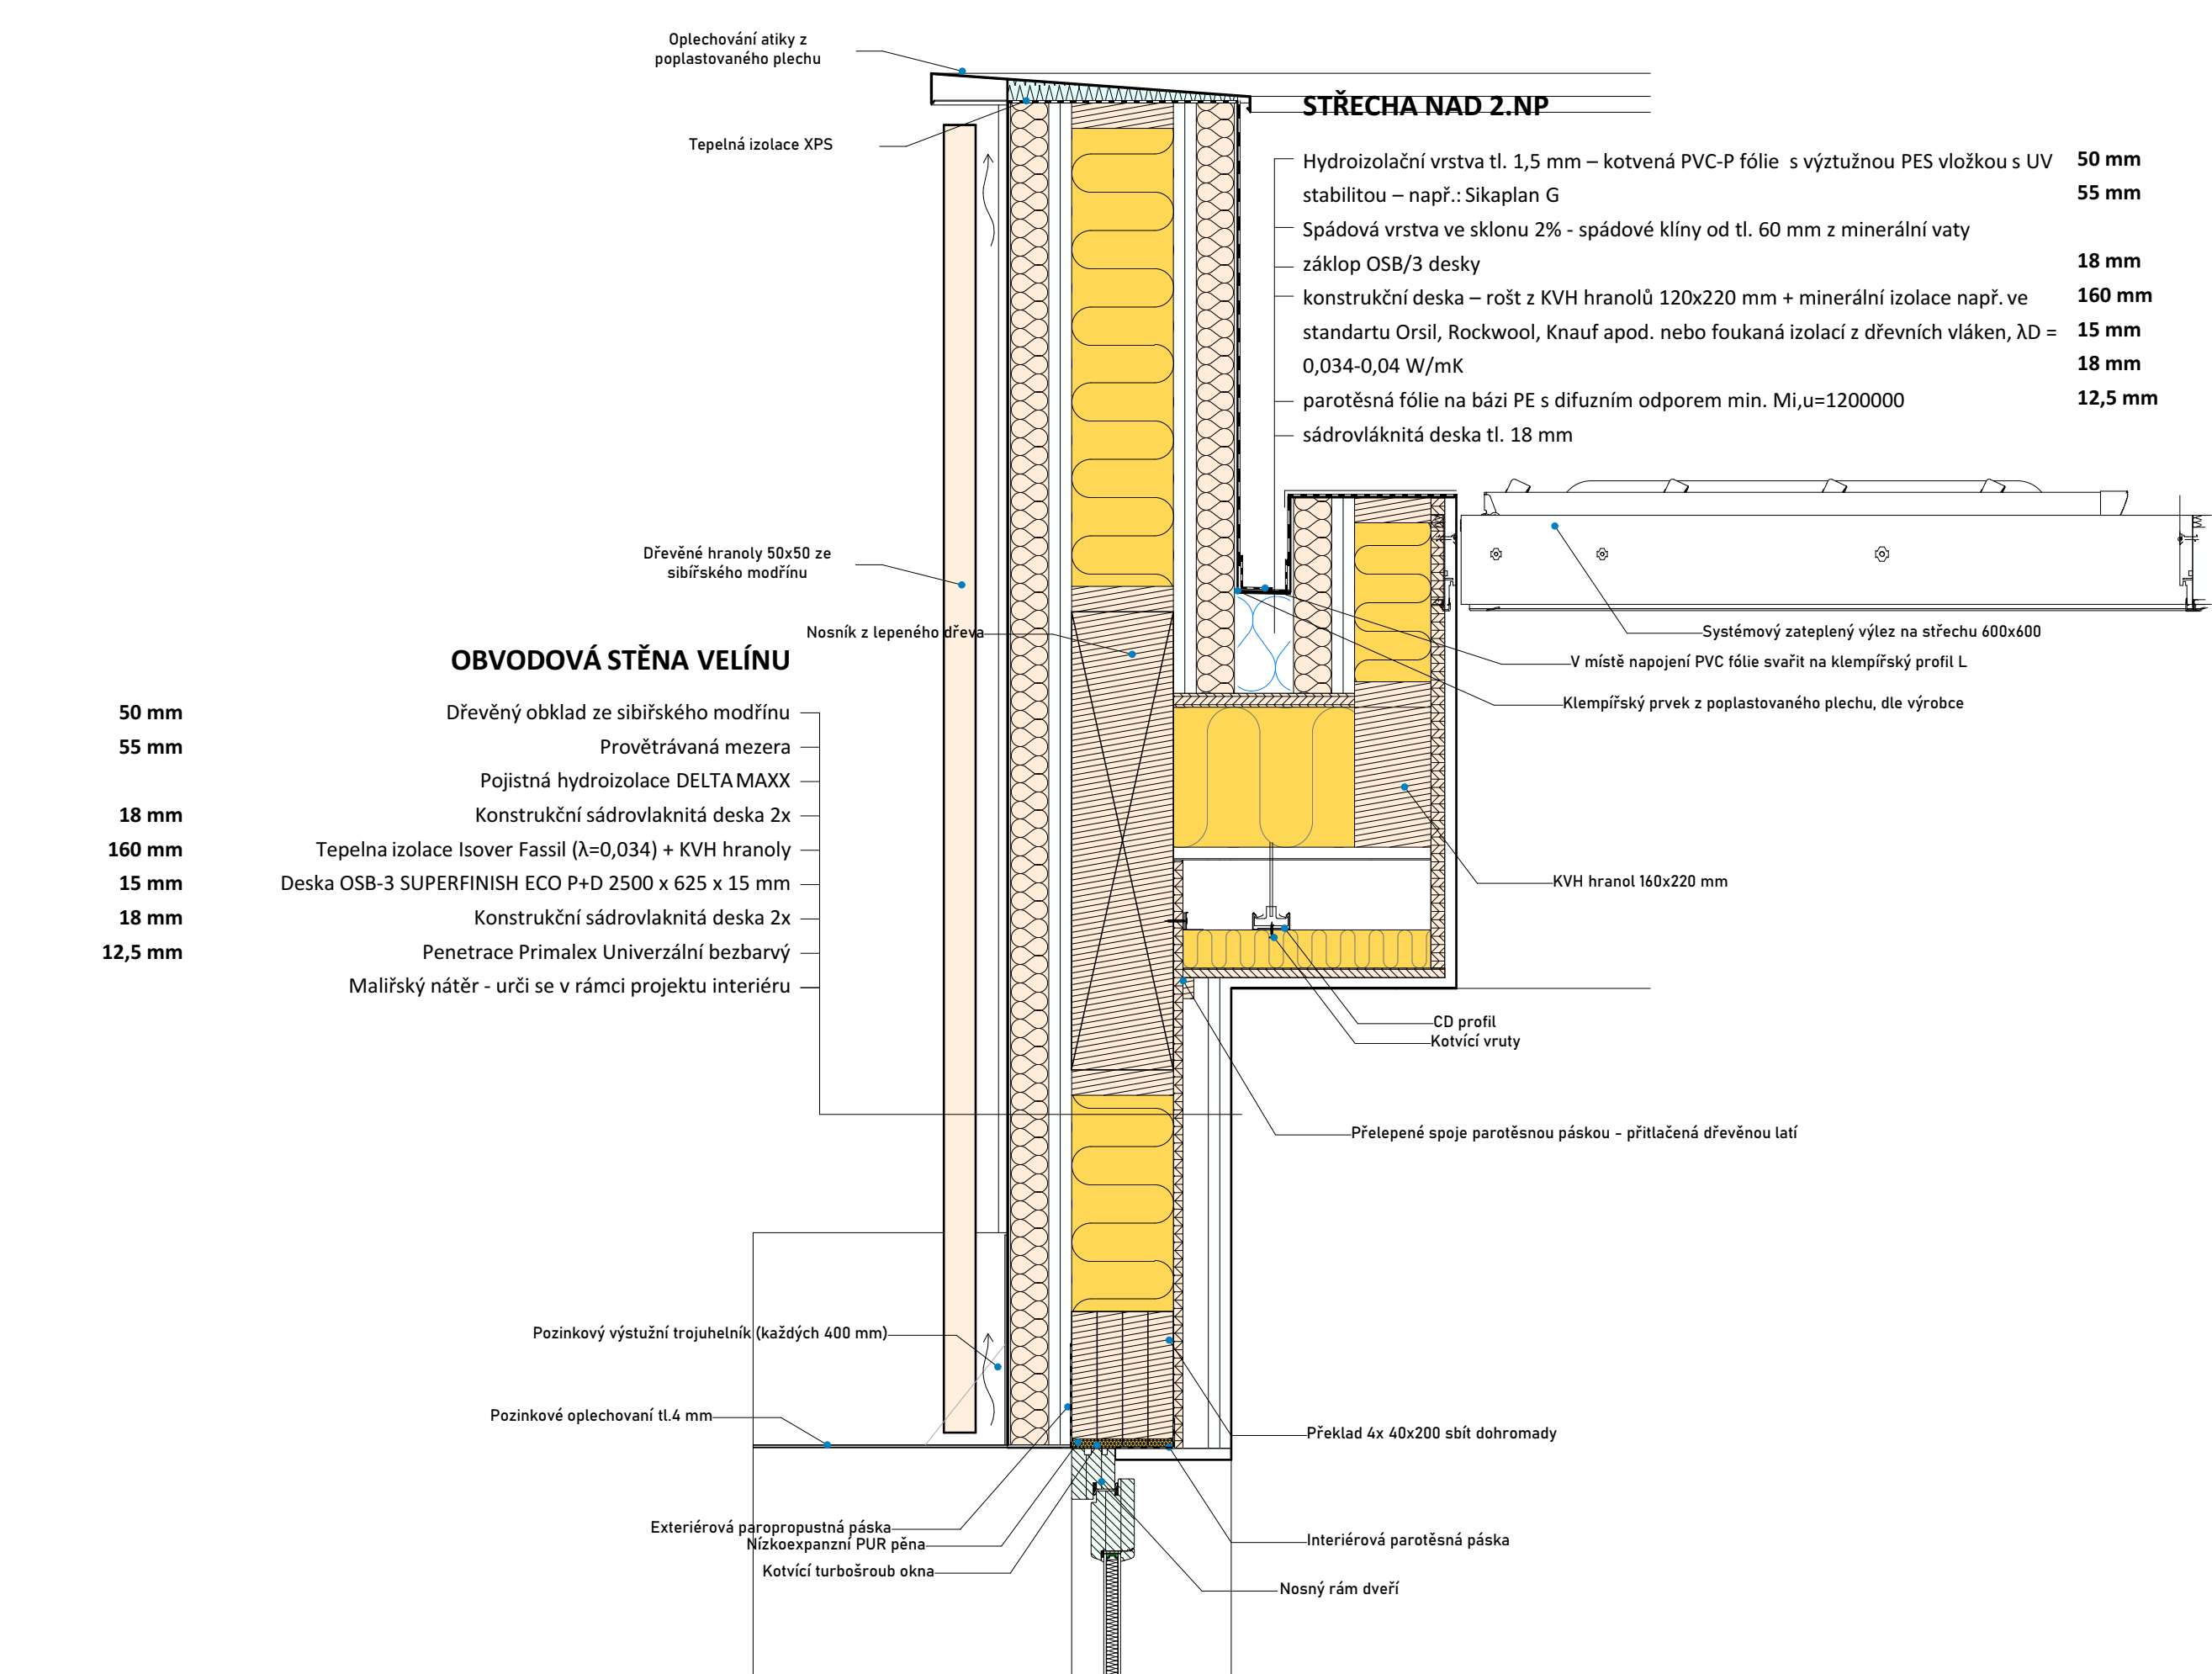 Oplechování atiky z
poplastovaného plechu
Tepelná izolace XPS
STŘECHA NAD 2.NP
Hydroizolační vrstva tl. 1,5 mm – kotvená PVC-P fólie s výztužnou PES vložkou s UV 50 mm
stabilitou – např.: Sikaplan G 55 mm
Spádová vrstva ve sklonu 2% - spádové klíny od tl. 60 mm z minerální vaty
záklop OSB/3 desky 18 mm
konstrukční deska – rošt z KVH hranolů 120x220 mm + minerální izolace např. ve 160 mm
standartu Orsil, Rockwool, Knauf apod. nebo foukaná izolací z dřevních vláken, λD = 15 mm
0,034-0,04 W/mK 18 mm
parotěsná fólie na bázi PE s difuzním odporem min. Mi,u=1200000 12,5 mm
sádrovláknitá deska tl. 18 mm
Dřevěné hranoly 50x50 ze
sibířského modřínu
Nosník z lepeného dřeva
Systémový zateplený výlez na střechu 600x600
V místě napojení PVC fólie svařit na klempířský profil L
Klempířský prvek z poplastovaného plechu, dle výrobce
OBVODOVÁ STĚNA VELÍNU
50 mm Dřevěný obklad ze sibiřského modřínu
55 mm Provětrávaná mezera
Pojistná hydroizolace DELTA MAXX
18 mm Konstrukční sádrovlaknitá deska 2x
160 mm Tepelna izolace Isover Fassil (λ=0,034) + KVH hranoly
15 mm Deska OSB-3 SUPERFINISH ECO P+D 2500 x 625 x 15 mm
18 mm Konstrukční sádrovlaknitá deska 2x
12,5 mm Penetrace Primalex Univerzální bezbarvý
Maliřský nátěr - urči se v rámci projektu interiéru
KVH hranol 160x220 mm
CD profil
Kotvící vruty
Přelepené spoje parotěsnou páskou - přitlačená dřevěnou latí
Pozinkový výstužní trojuhelník (každých 400 mm)
Pozinkové oplechovaní tl.4 mm
Překlad 4x 40x200 sbít dohromady
Exteriérová paropropustná páska
Nízkoexpanzní PUR pěna
Kotvící turbošroub okna
Interiérová parotěsná páska
Nosný rám dveří